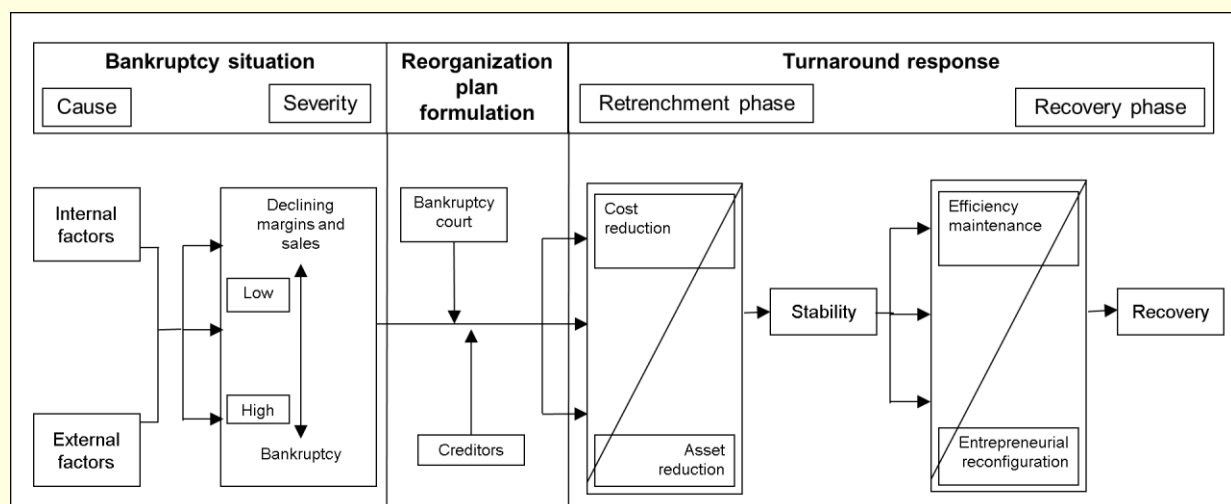 Bankruptcy situation
Cause
Severity
Reorganization
plan
formulation
Turnaround response
Retrenchment phase
Recovery phase
Internal
factors
External
factors
Declining
margins and
sales
Low
High
Bankruptcy
Bankruptcy
court
Creditors
Cost
reduction
Asset
reduction
Stability
Efficiency
maintenance
Entrepreneurial
reconfiguration
Recovery